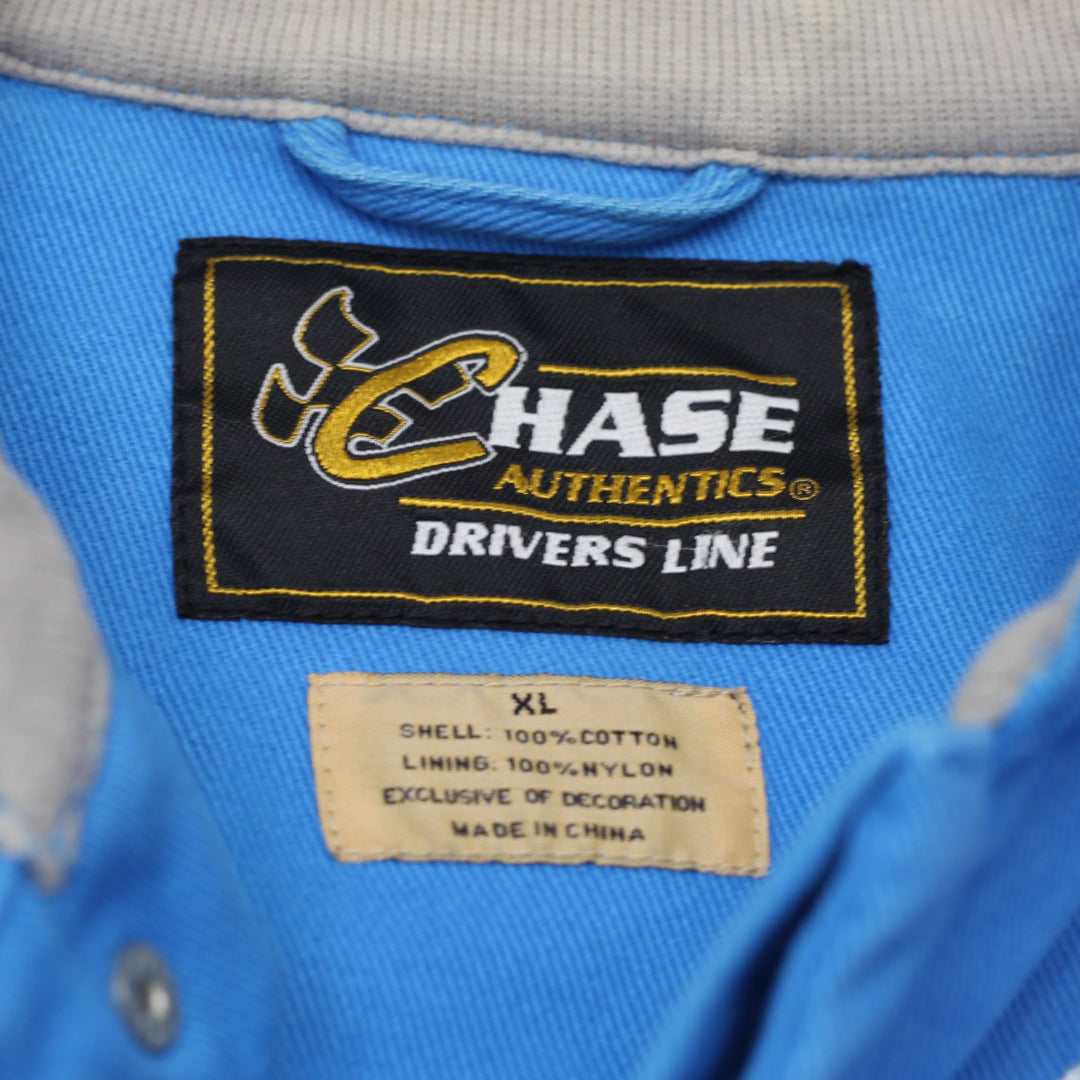 CHASE
AUTHENTICS®
DRIVERS LINE
XL
SHELL: 100%COTTON
LINING: 100%NYLON
EXCLUSIVE OF DECORATION
MADE IN CHINA